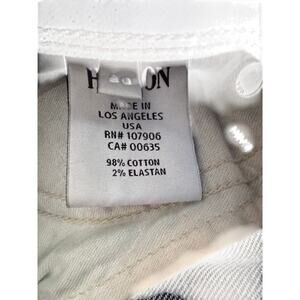 MADE IN
LOS ANGELES
USA
RN# 107906
CA# 00635
98% COTTON
2% ELASTAN